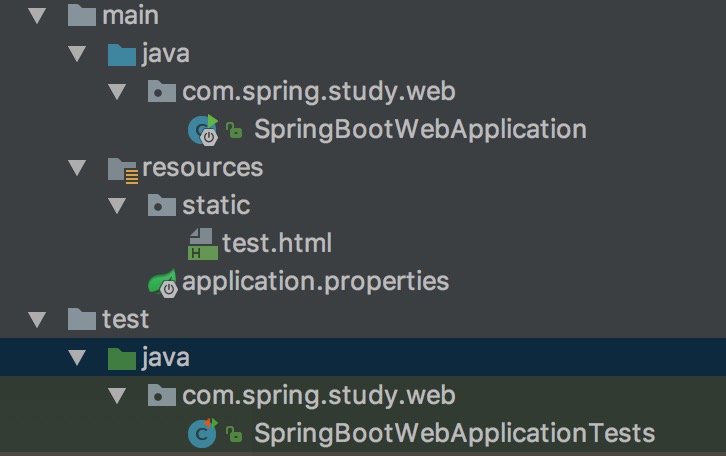 main
java
com.spring.study.web
SpringBootWebApplication
resources
static
test.html
application.properties
test
java
com.spring.study.web
SpringBootWebApplicationTests